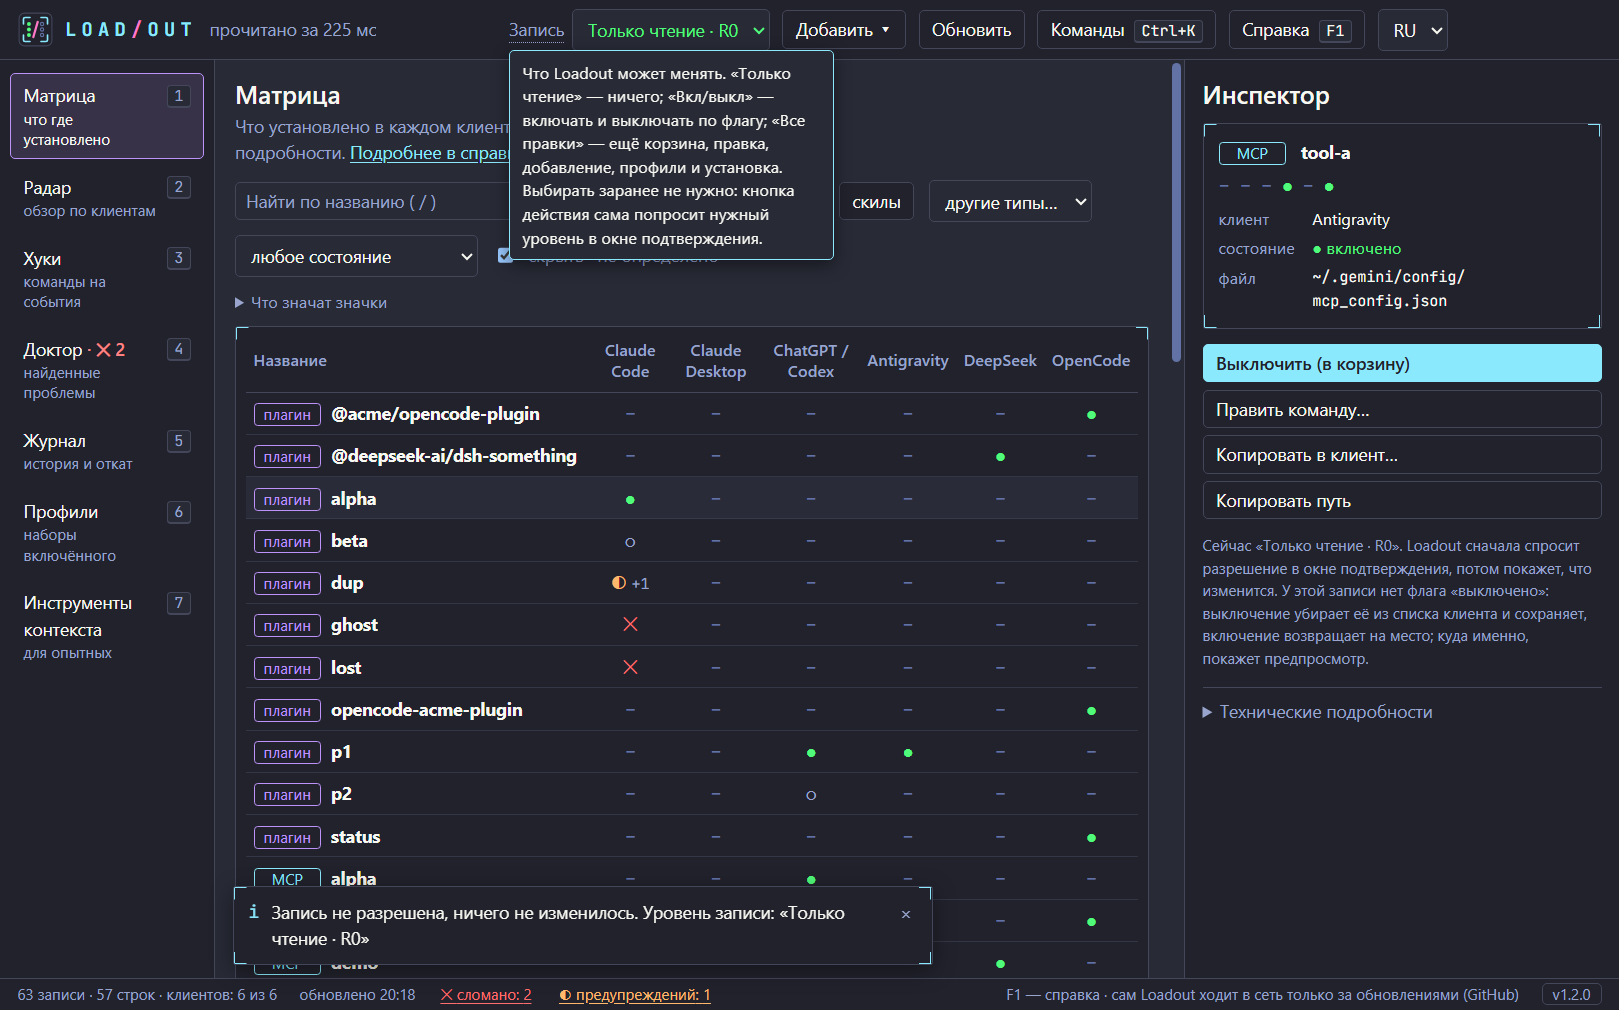 LOAD/OUT прочитано за 225 мс
Запись Только чтение · R0 Добавить Обновить Команды Ctrl+K Справка F1 RU
Матрица 1
что где
установлено
Радар 2
обзор по клиентам
Хуки 3
команды на
события
Доктор · 2 4
найденные
проблемы
Журнал 5
история и откат
Профили 6
наборы
включённого
Инструменты 7
контекста
для опытных
Матрица
Что установлено в каждом клиент
подробности. Подробнее в справ
Что Loadout может менять. «Только
чтение» — ничего; «Вкл/выкл» —
включать и выключать по флагу; «Все
правки» — ещё корзина, правка,
добавление, профили и установка.
Выбирать заранее не нужно: кнопка
действия сама попросит нужный
уровень в окне подтверждения.
Найти по названию ( / ) скилы другие типы...
любое состояние
Что значат значки
Название Claude Code Claude Desktop ChatGPT / Codex Antigravity DeepSeek OpenCode
плагин @acme/opencode-plugin – – – – – ●
плагин @deepseek-ai/dsh-something – – – – ● –
плагин alpha ● – – – – –
плагин beta ○ – – – – –
плагин dup ◐ +1 – – – – –
плагин ghost ✕ – – – – –
плагин lost ✕ – – – – –
плагин opencode-acme-plugin – – – – – ●
плагин p1 – – ● ● – –
плагин p2 – – ○ – – –
плагин status – – – – – ●
MCP alpha – – ● – – –
– ●
MCP demo ● –
i Запись не разрешена, ничего не изменилось. Уровень записи: «Только ×
чтение · R0»
Инспектор
MCP tool-a
– – – ● – ●
клиент Antigravity
состояние ● включено
файл ~/.gemini/config/
mcp_config.json
Выключить (в корзину)
Править команду...
Копировать в клиент...
Копировать путь
Сейчас «Только чтение · R0». Loadout сначала спросит
разрешение в окне подтверждения, потом покажет, что
изменится. У этой записи нет флага «выключено»:
выключение убирает её из списка клиента и сохраняет,
включение возвращает на место; куда именно,
покажет предпросмотр.
Технические подробности
63 записи · 57 строк · клиентов: 6 из 6 обновлено 20:18 ✕ сломано: 2 ◐ предупреждений: 1 F1 — справка · сам Loadout ходит в сеть только за обновлениями (GitHub) v1.2.0